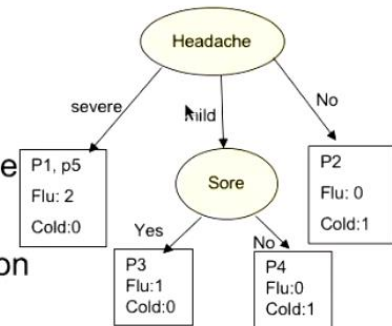 Headache
severe
mild
No
e
P1, p5
Flu: 2
Cold:0
Sore
P2
Flu: 0
Cold:1
Yes
No
on
P3
Flu:1
Cold:0
P4
Flu:0
Cold:1